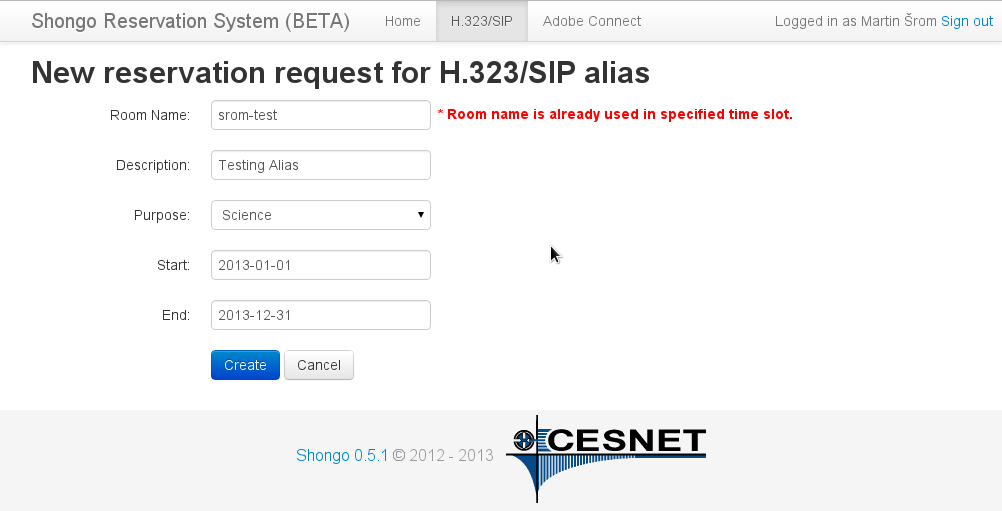 Shongo Reservation System (BETA) Home H.323/SIP Adobe Connect Logged in as Martin Šrom Sign out
New reservation request for H.323/SIP alias
Room Name: srom-test * Room name is already used in specified time slot.
Description: Testing Alias
Purpose: Science
Start: 2013-01-01
End: 2013-12-31
Create Cancel
Shongo 0.5.1 © 2012 - 2013 CESNET